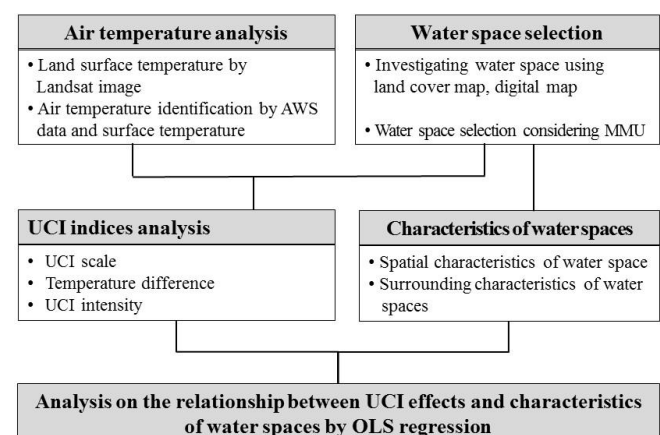 Air temperature analysis
• Land surface temperature by
Landsat image
• Air temperature identification by AWS
data and surface temperature
Water space selection
• Investigating water space using
land cover map, digital map
• Water space selection considering MMU
UCI indices analysis
• UCI scale
• Temperature difference
• UCI intensity
Characteristics of water spaces
• Spatial characteristics of water space
• Surrounding characteristics of water
spaces
Analysis on the relationship between UCI effects and characteristics
of water spaces by OLS regression